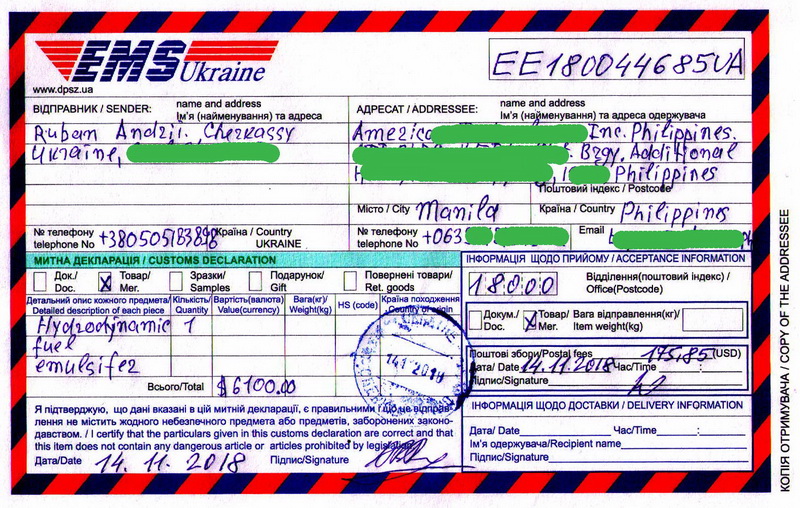 EMS Ukraine
EE180044685UA
www.dpsz.ua
ВІДПРАВНИК / SENDER: name and address
Ім'я (найменування) та адреса
Ruban Andzii. Cherkassy
Ukraine,
№ телефону
telephone No
Країна / Country
UKRAINE
АДРЕСАТ / ADDRESSEE: name and address
Ім'я (найменування) та адреса одержувача
America Inc. Philippines.
Brgy. Additional
Philippines
Поштовий індекс / Postcode
Місто / City Manila
Країна / Country Philippines
№ телефону
telephone No +063
Email
МИТНА ДЕКЛАРАЦІЯ / CUSTOMS DECLARATION
Док./
Doc.
X Товар/
Mer.
Зразки/
Samples
Подарунок/
Gift
Повернені товари/
Ret. goods
Детальний опис кожного предмета/
Detailed description of each piece
Кількість/
Quantity
Вартість(валюта)
Value(currency)
Вага(кг)/
Weight(kg)
HS (code)
Країна походження
Country of origin
Hydrodinamic 1
fuel
emulsifer
Всього/Total $6100.00
14 1 2018
Я підтверджую, що дані вказані в цій митній декларації, є правильними і що це відправ-
лення не містить жодного небезпечного предмета або предметів, заборонених законо-
давством. / I certify that the particulars given in this customs declaration are correct and that
this item does not contain any dangerous article or articles prohibited by legislation
Дата/Date 14. 11. 2018 Підпис/Signature
ІНФОРМАЦІЯ ЩОДО ПРИЙОМУ / ACCEPTANCE INFORMATION
18000
Відділення(поштовий індекс) /
Office(Postcode)
Докум./
Doc.
X Товар/
Mer.
Вага відправлення(кг)/
Item weight(kg)
Поштові збори/Postal fees 175,85 (USD)
Дата/ Date 14.11.2018 Час/Time :
Підпис/Signature
ІНФОРМАЦІЯ ЩОДО ДОСТАВКИ / DELIVERY INFORMATION
Дата/ Date Час/Time :
Ім'я одержувача/Recipient name
Підпис/Signature
КОПІЯ ОТРИМУВАЧА / COPY OF THE ADDRESSEE